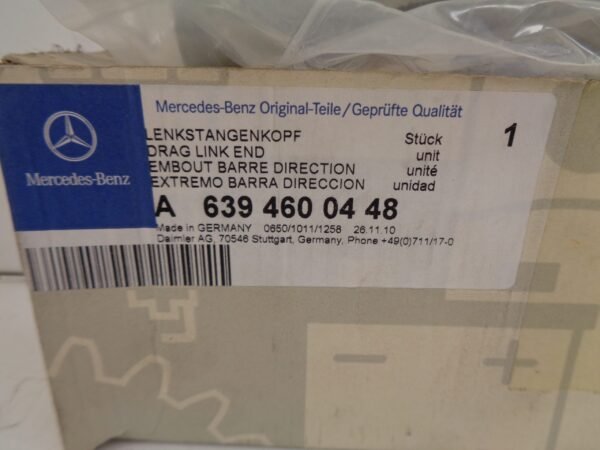 Mercedes-Benz Original-Teile/Geprüfte Qualität
LENKSTANGENKOPF Stück 1
DRAG LINK END unit
EMBOUT BARRE DIRECTION unité
EXTREMO BARRA DIRECCION unidad
Mercedes-Benz
A 639 460 04 48
Made in GERMANY 0650/1011/1258 26.11.10
Daimler AG, 70546 Stuttgart, Germany, Phone +49(0)711/17-0